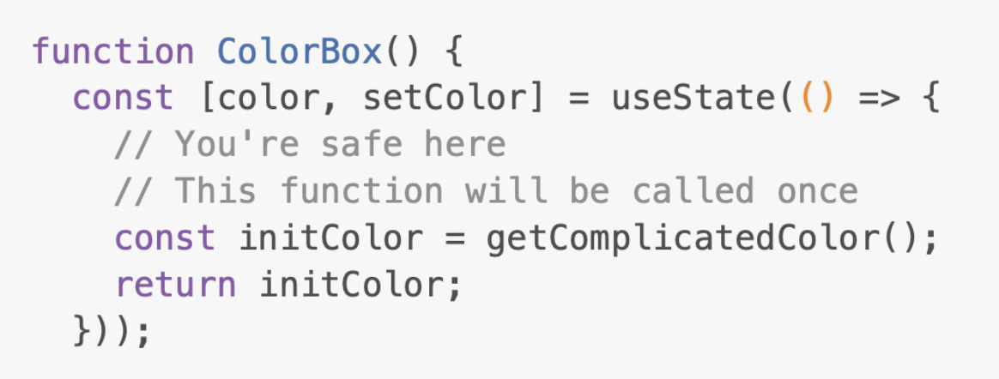 function ColorBox() {
  const [color, setColor] = useState(() => {
    // You're safe here
    // This function will be called once
    const initColor = getComplicatedColor();
    return initColor;
  }));